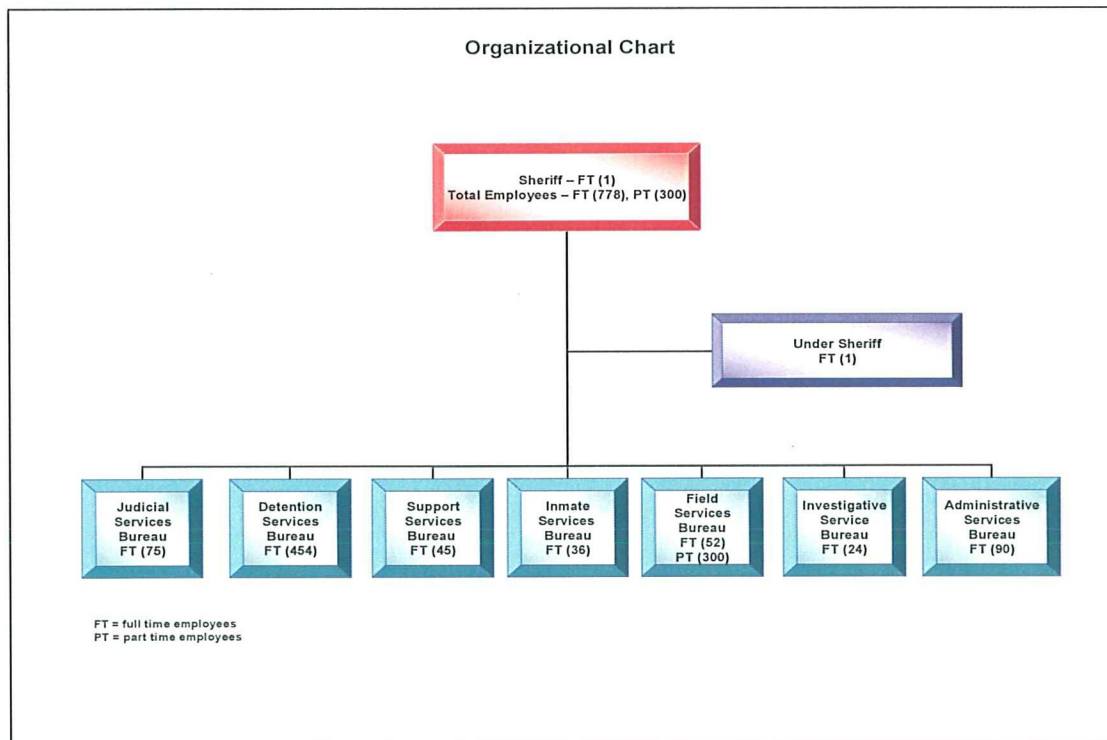 Organizational Chart
Sheriff – FT (1)
Total Employees – FT (778), PT (300)
Under Sheriff
FT (1)
Judicial
Services
Bureau
FT (75)
Detention
Services
Bureau
FT (454)
Support
Services
Bureau
FT (45)
Inmate
Services
Bureau
FT (36)
Field
Services
Bureau
FT (52)
PT (300)
Investigative
Service
Bureau
FT (24)
Administrative
Services
Bureau
FT (90)
FT = full time employees
PT = part time employees